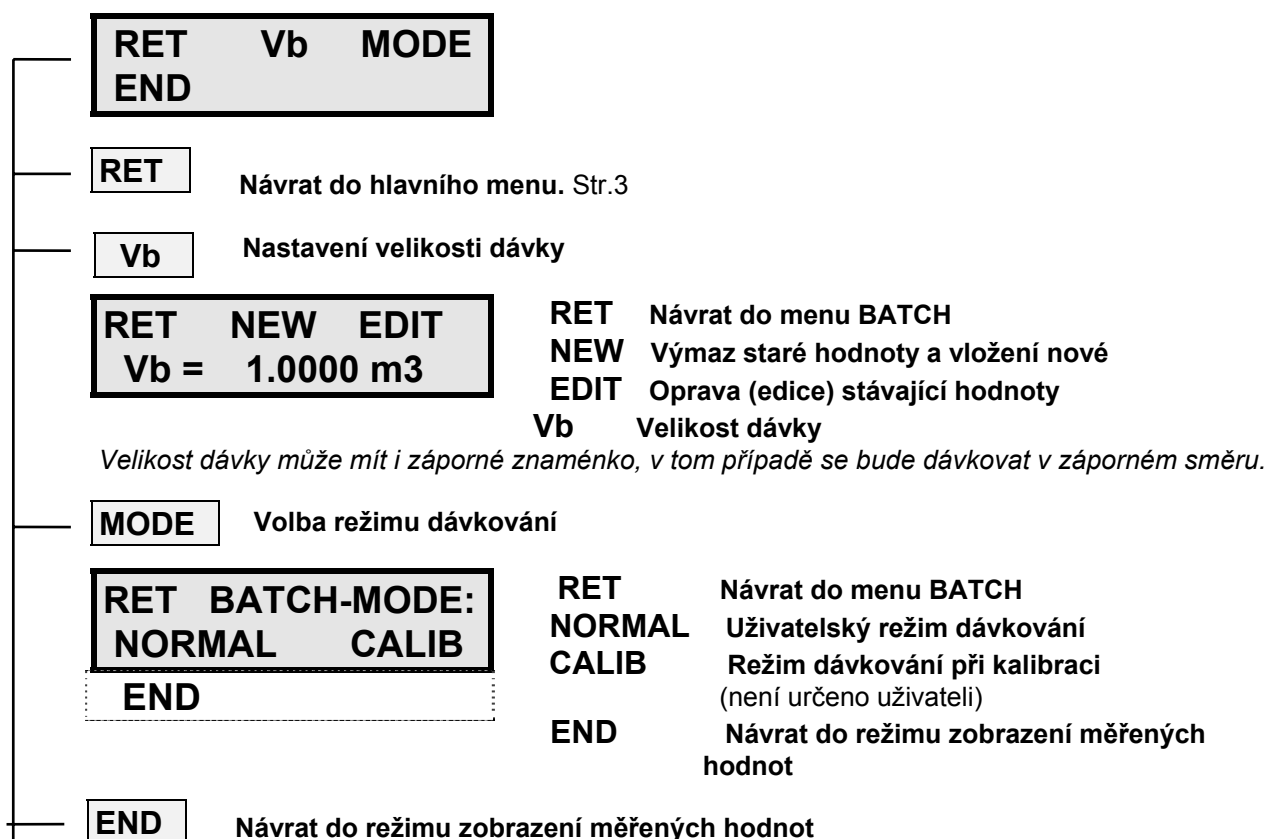 RET Vb MODE
END
RET Návrat do hlavního menu. Str.3
Vb Nastavení velikosti dávky
RET NEW EDIT
Vb = 1.0000 m3
RET Návrat do menu BATCH
NEW Výmaz staré hodnoty a vložení nové
EDIT Oprava (edice) stávající hodnoty
Vb Velikost dávky
Velikost dávky může mít i záporné znaménko, v tom případě se bude dávkovat v záporném směru.
MODE Volba režimu dávkování
RET BATCH-MODE:
NORMAL CALIB
END
RET Návrat do menu BATCH
NORMAL Uživatelský režim dávkování
CALIB Režim dávkování při kalibraci
(není určeno uživateli)
END Návrat do režimu zobrazení měřených
hodnot
END Návrat do režimu zobrazení měřených hodnot